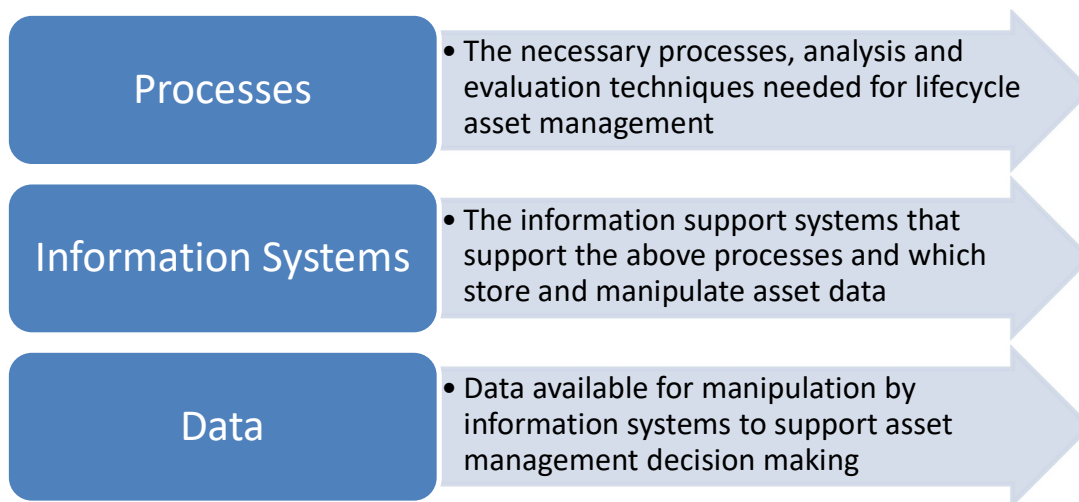 Processes
• The necessary processes, analysis and
evaluation techniques needed for lifecycle
asset management
Information Systems
• The information support systems that
support the above processes and which
store and manipulate asset data
Data
• Data available for manipulation by
information systems to support asset
management decision making